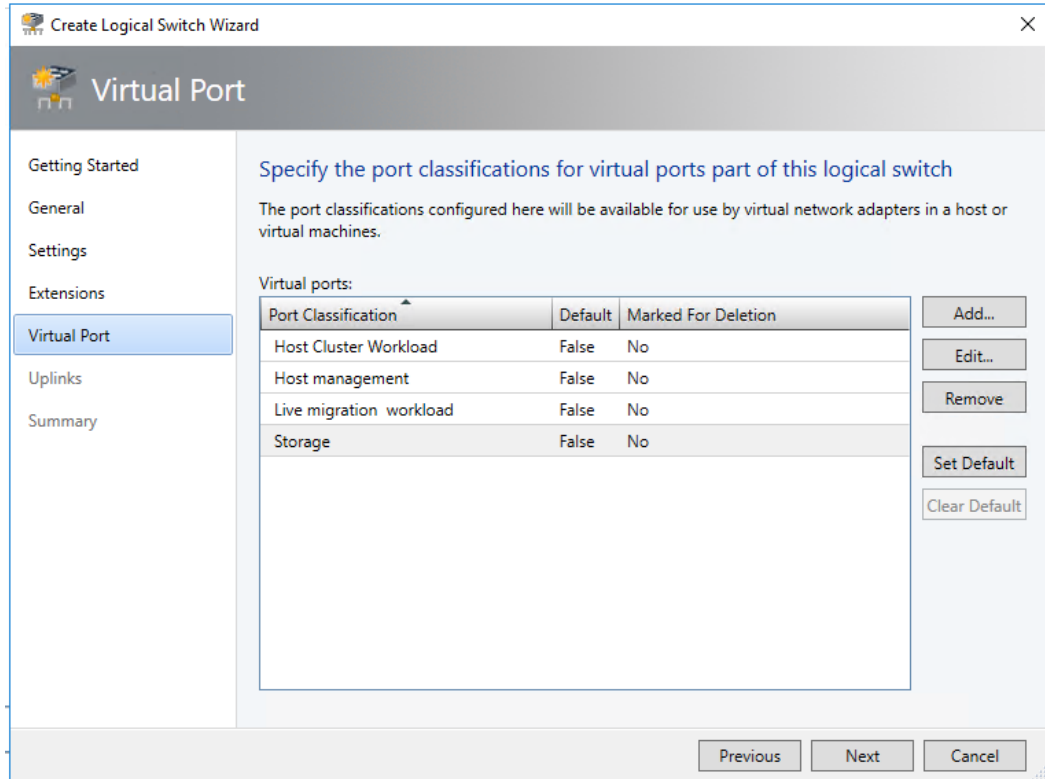 Create Logical Switch Wizard
Virtual Port
Getting Started
General
Settings
Extensions
Virtual Port
Uplinks
Summary
Specify the port classifications for virtual ports part of this logical switch
The port classifications configured here will be available for use by virtual network adapters in a host or
virtual machines.
Virtual ports:
Port Classification Default Marked For Deletion
Host Cluster Workload False No
Host management False No
Live migration  workload False No
Storage False No
Add...
Edit...
Remove
Set Default
Clear Default
Previous Next Cancel